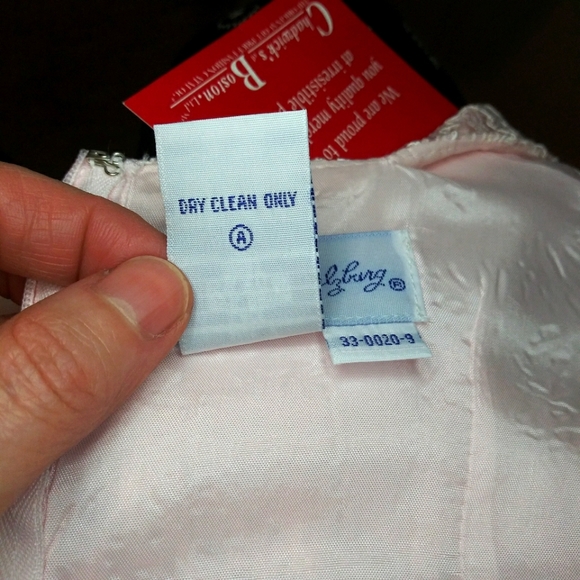 Chadwick's
of
BOSTON, Ltd.
We are proud to
you quality merc
at irresistible p
DRY CLEAN ONLY
A
lzburg ®
33-0020-9